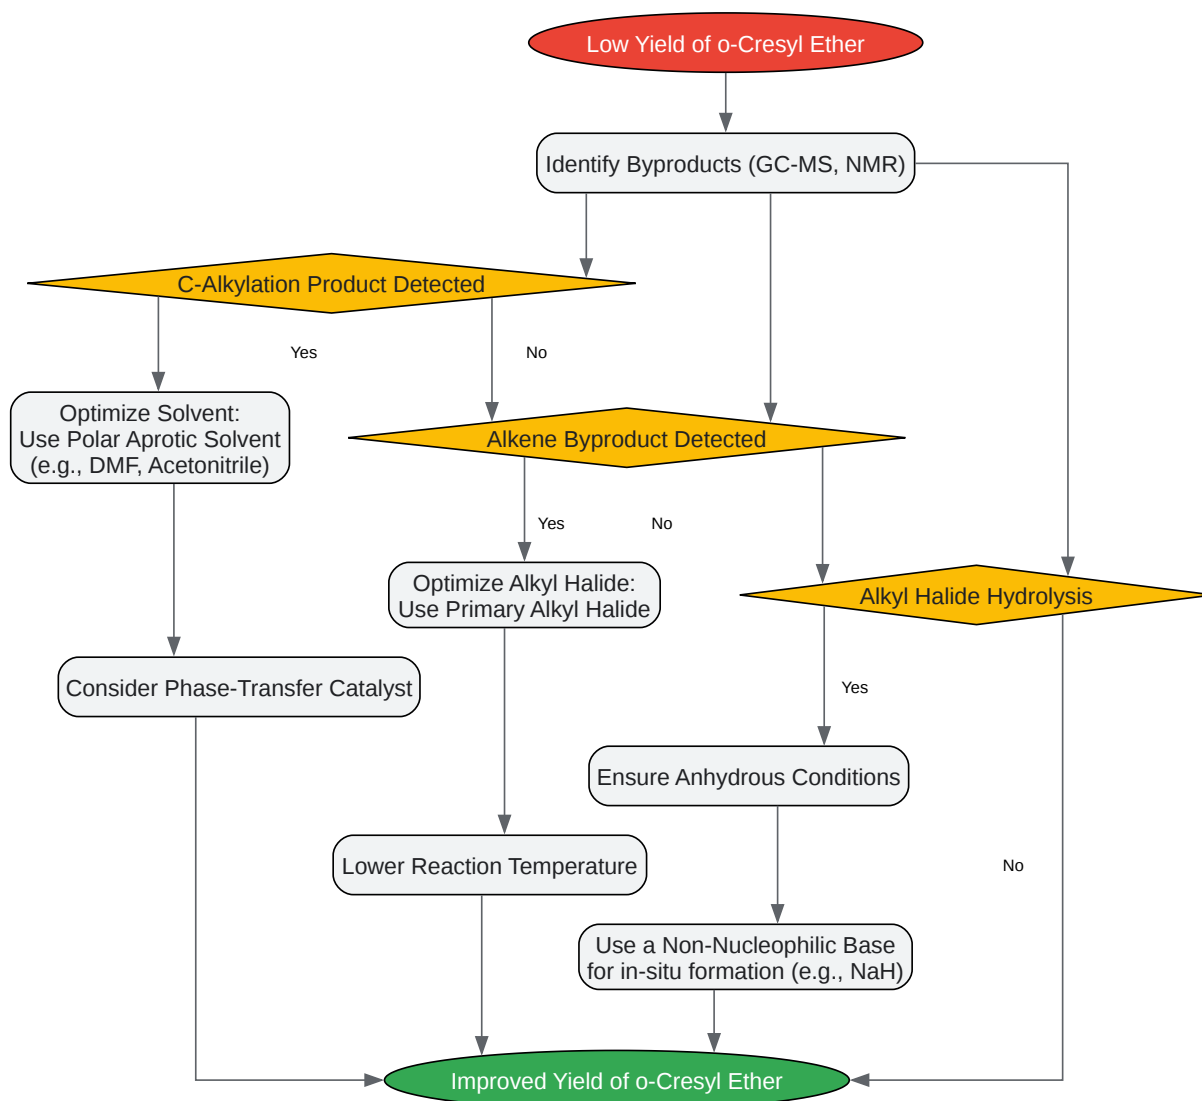 Low Yield of o-Cresyl Ether
Identify Byproducts (GC-MS, NMR)
C-Alkylation Product Detected
Yes
No
Optimize Solvent:
Use Polar Aprotic Solvent
(e.g., DMF, Acetonitrile)
Alkene Byproduct Detected
Yes
No
Optimize Alkyl Halide:
Use Primary Alkyl Halide
Alkyl Halide Hydrolysis
Consider Phase-Transfer Catalyst
Yes
Ensure Anhydrous Conditions
Lower Reaction Temperature
No
Use a Non-Nucleophilic Base
for in-situ formation (e.g., NaH)
Improved Yield of o-Cresyl Ether